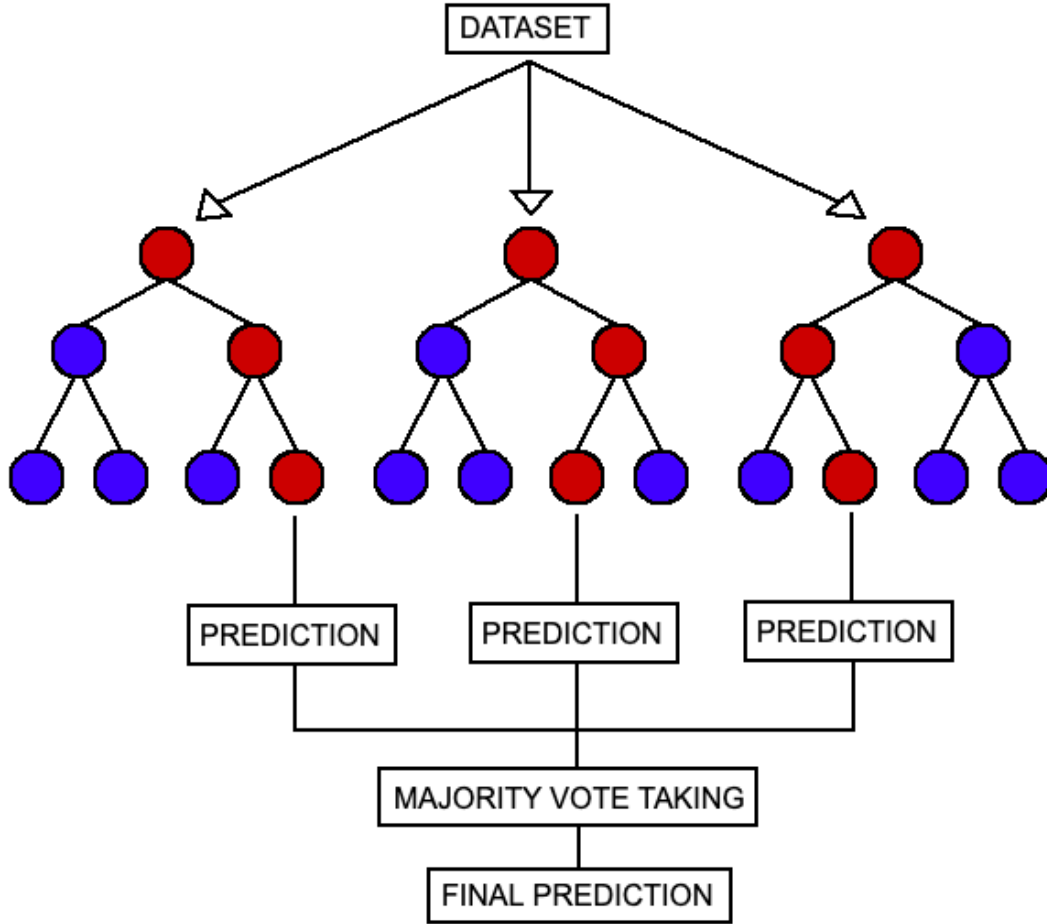 DATASET
PREDICTION
PREDICTION
PREDICTION
MAJORITY VOTE TAKING
FINAL PREDICTION